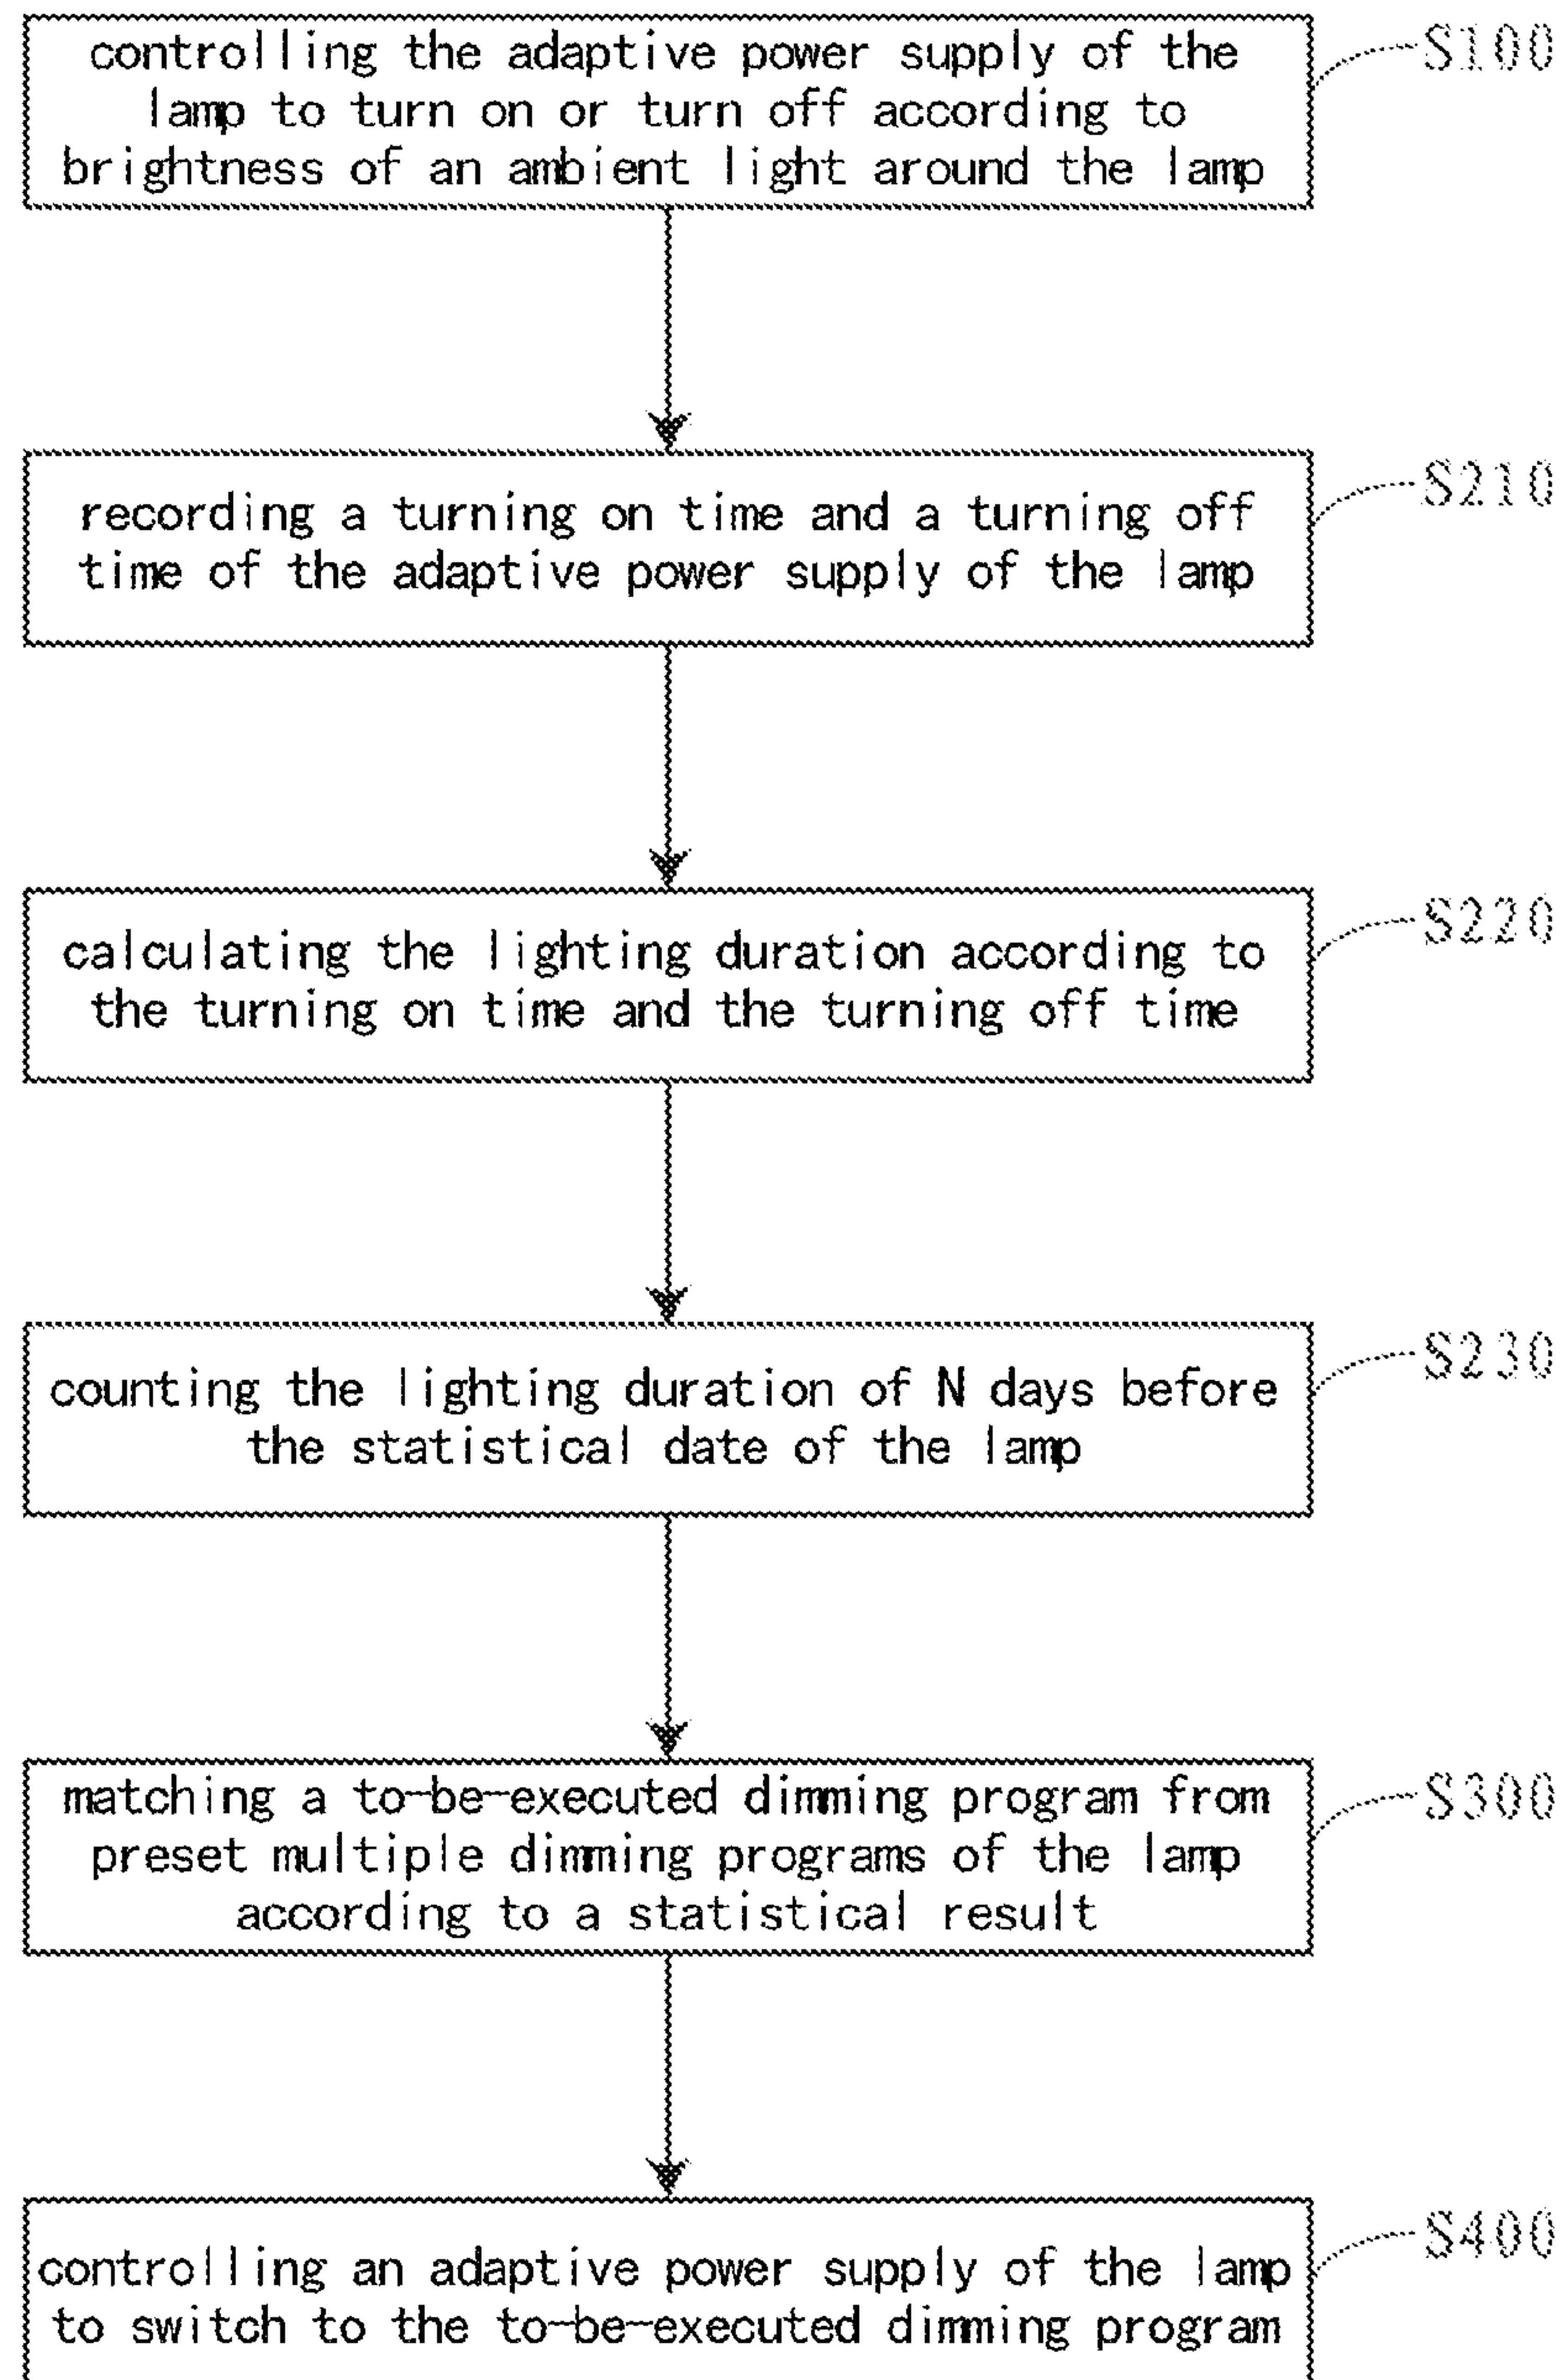 controlling the adaptive power supply of the
lamp to turn on or turn off according to
brightness of an ambient light around the lamp
S100
recording a turning on time and a turning off
time of the adaptive power supply of the lamp
S210
calculating the lighting duration according to
the turning on time and the turning off time
S220
counting the lighting duration of N days before
the statistical date of the lamp
S230
matching a to-be-executed dimming program from
preset multiple dimming programs of the lamp
according to a statistical result
S300
controlling an adaptive power supply of the lamp
to switch to the to-be-executed dimming program
S400